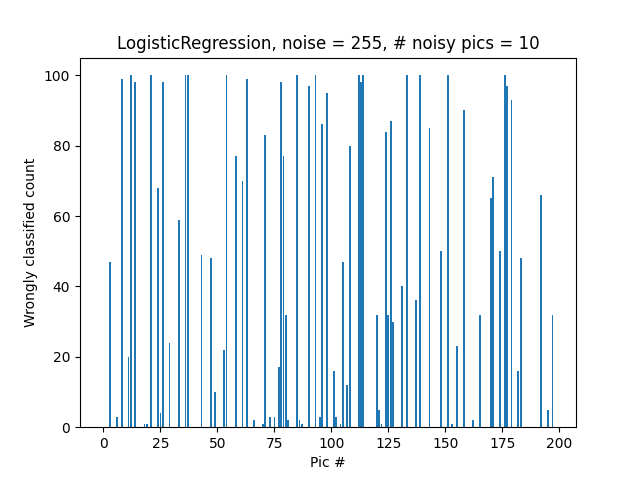 LogisticRegression, noise = 255, # noisy pics = 10
Wrongly classified count
100
80
60
40
20
0
0 25 50 75 100 125 150 175 200
Pic #